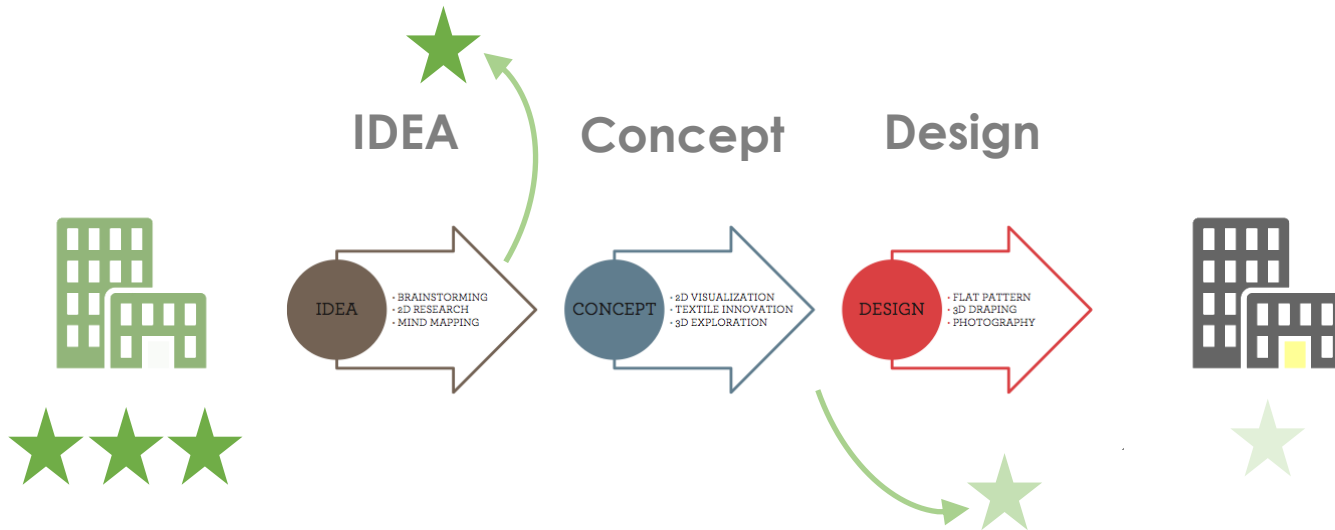 IDEA
Concept
Design
IDEA
· BRAINSTORMING
· 2D RESEARCH
· MIND MAPPING
CONCEPT
· 2D VISUALIZATION
· TEXTILE INNOVATION
· 3D EXPLORATION
DESIGN
· FLAT PATTERN
· 3D DRAPING
· PHOTOGRAPHY